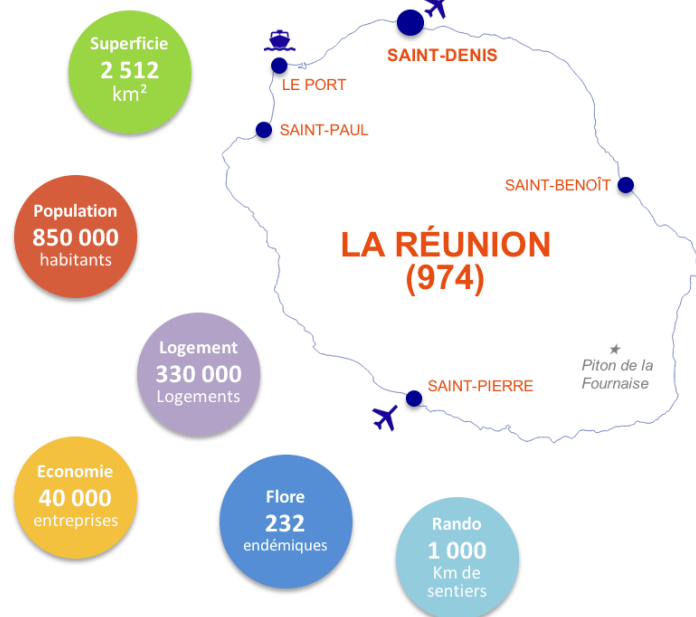 Superficie
2 512
km²
SAINT-DENIS
LE PORT
SAINT-PAUL
SAINT-BENOÎT
Population
850 000
habitants
LA RÉUNION
(974)
Logement
330 000
Logements
Piton de la
Fournaise
SAINT-PIERRE
Economie
40 000
entreprises
Flore
232
endémiques
Rando
1 000
Km de
sentiers